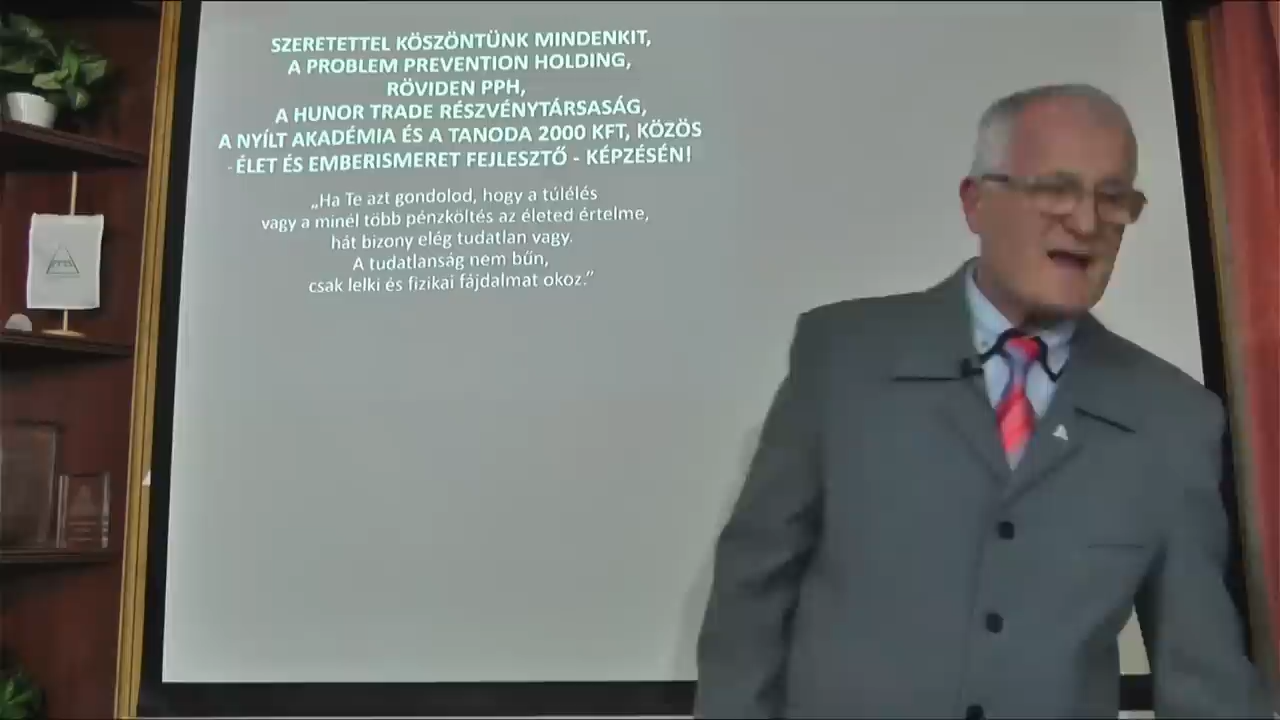 SZERETETTEL KÖSZÖNTÜNK MINDENKIT,
A PROBLEM PREVENTION HOLDING,
RÖVIDEN PPH,
A HUNOR TRADE RÉSZVÉNYTÁRSASÁG,
A NYÍLT AKADÉMIA ÉS A TANODA 2000 KFT, KÖZÖS
- ÉLET ÉS EMBERISMERET FEJLESZTŐ - KÉPZÉSÉN!
„Ha Te azt gondolod, hogy a túlélés
vagy a minél több pénzköltés az életed értelme,
hát bizony elég tudatlan vagy.
A tudatlanság nem bűn,
csak lelki és fizikai fájdalmat okoz.”